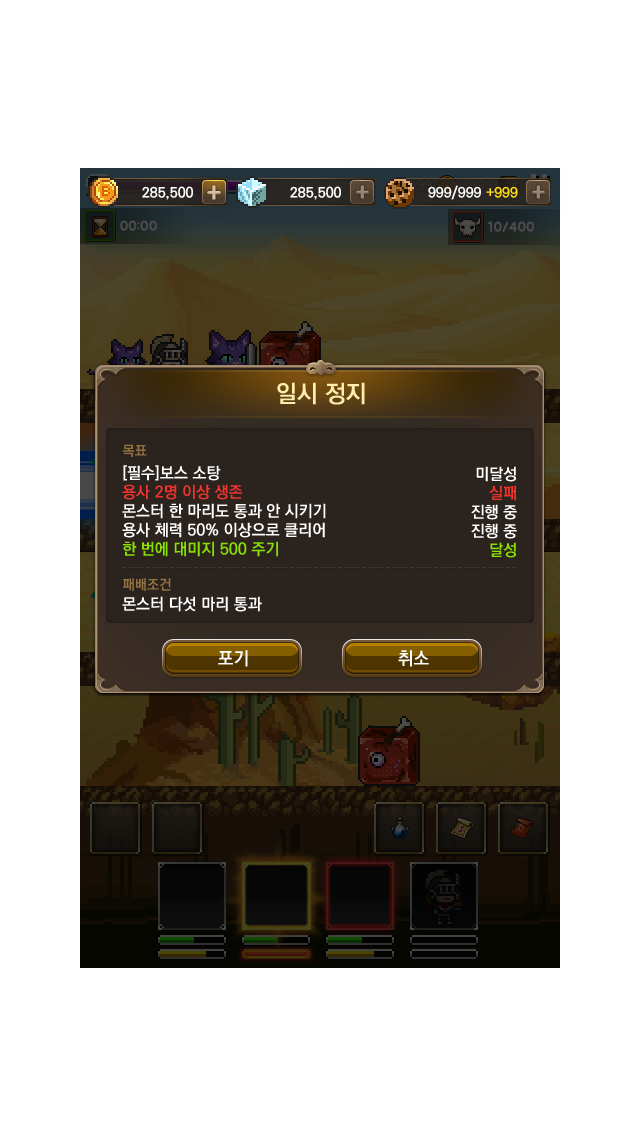 285,500 285,500 999/999 +999
00:00 10/400
일시 정지
목표
[필수]보스 소탕 미달성
용사 2명 이상 생존 실패
몬스터 한 마리도 통과 안 시키기 진행 중
용사 체력 50% 이상으로 클리어 진행 중
한 번에 대미지 500 주기 달성
패배조건
몬스터 다섯 마리 통과
포기 취소